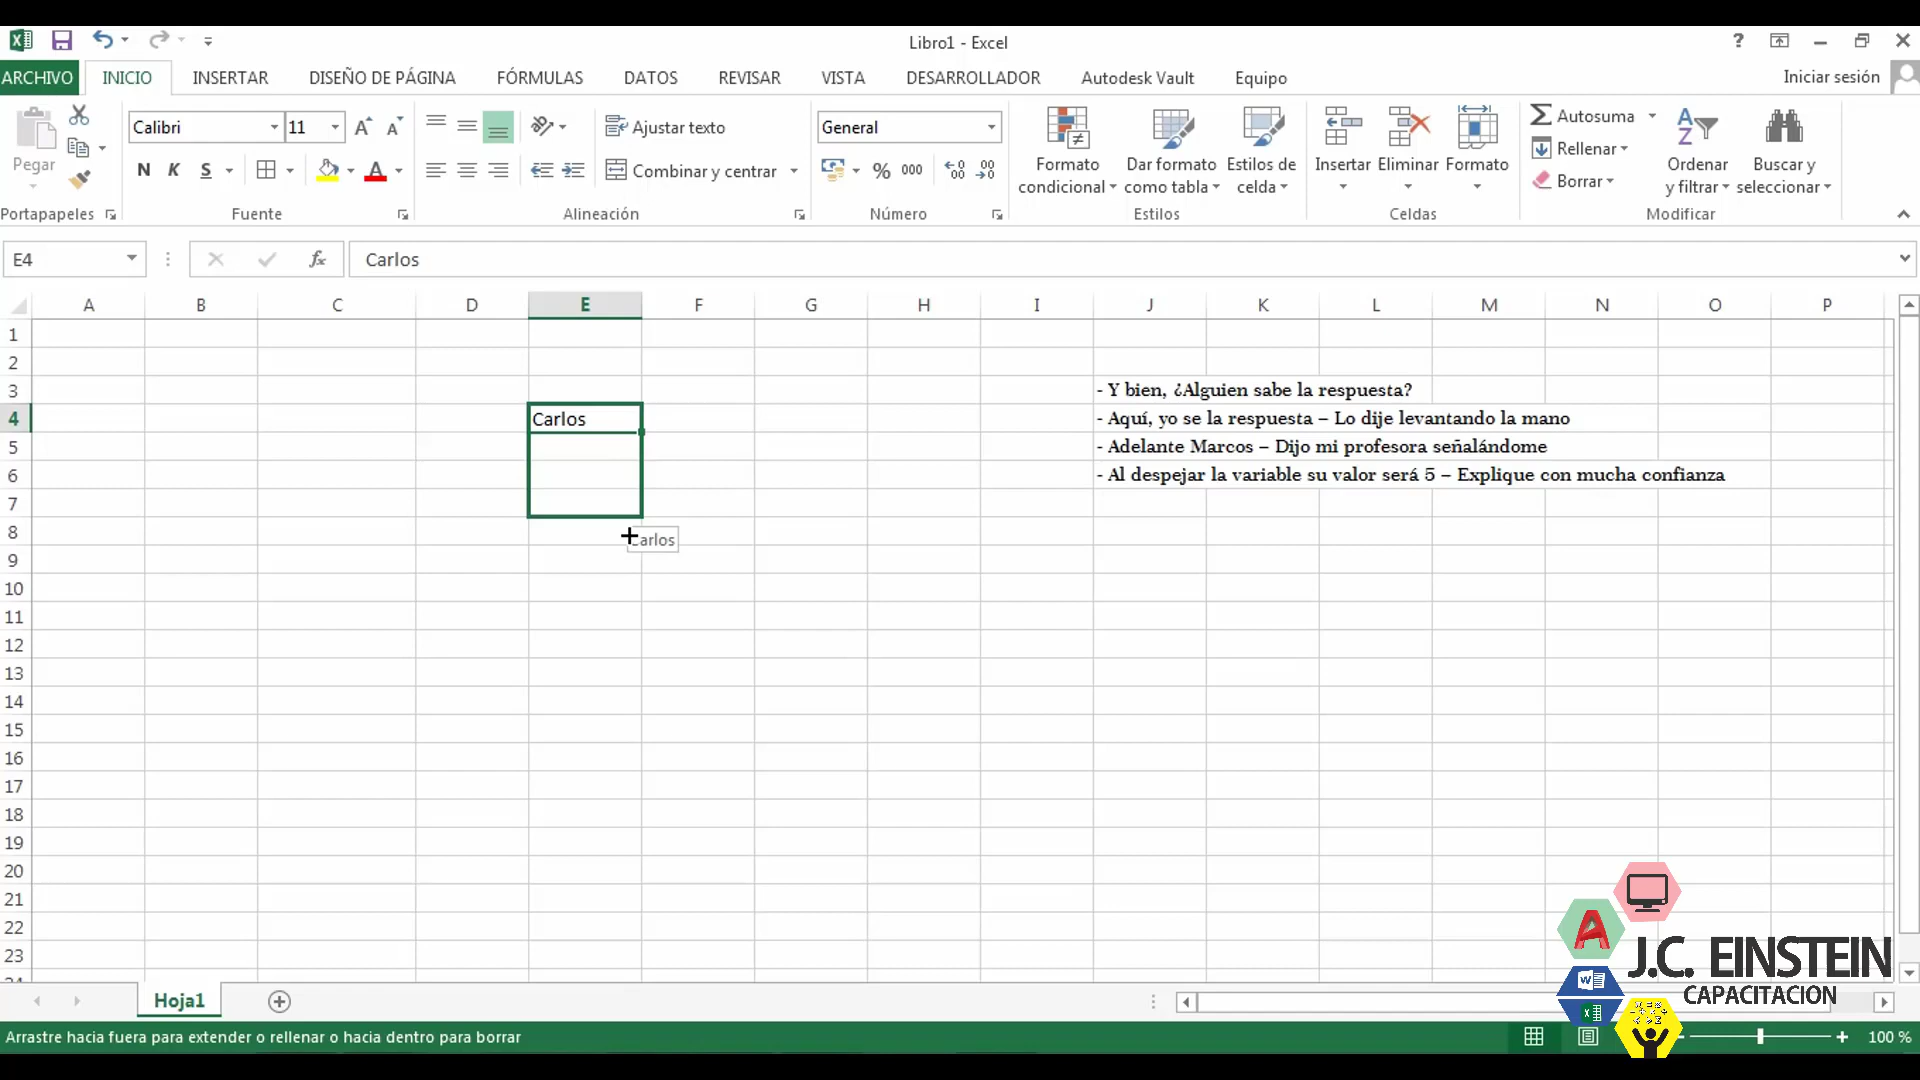 Libro1 - Excel
ARCHIVO INICIO INSERTAR DISEÑO DE PÁGINA FÓRMULAS DATOS REVISAR VISTA DESARROLLADOR Autodesk Vault Equipo Iniciar sesión
Pegar
Portapapeles
Calibri 11
N K S
Fuente
Ajustar texto
Combinar y centrar
Alineación
General
% 000
Número
Formato condicional
Dar formato como tabla
Estilos de celda
Estilos
Insertar Eliminar Formato
Celdas
Autosuma
Rellenar
Borrar
Ordenar y filtrar
Buscar y seleccionar
Modificar
E4 fx Carlos
A B C D E F G H I J K L M N O P
1
2
3 - Y bien, ¿Alguien sabe la respuesta?
4 Carlos - Aquí, yo se la respuesta – Lo dije levantando la mano
5 - Adelante Marcos – Dijo mi profesora señalándome
6 - Al despejar la variable su valor será 5 – Explique con mucha confianza
7
8 Carlos
9
10
11
12
13
14
15
16
17
18
19
20
21
22
23
Hoja1
J.C. EINSTEIN
CAPACITACION
Arrastre hacia fuera para extender o rellenar o hacia dentro para borrar 100 %